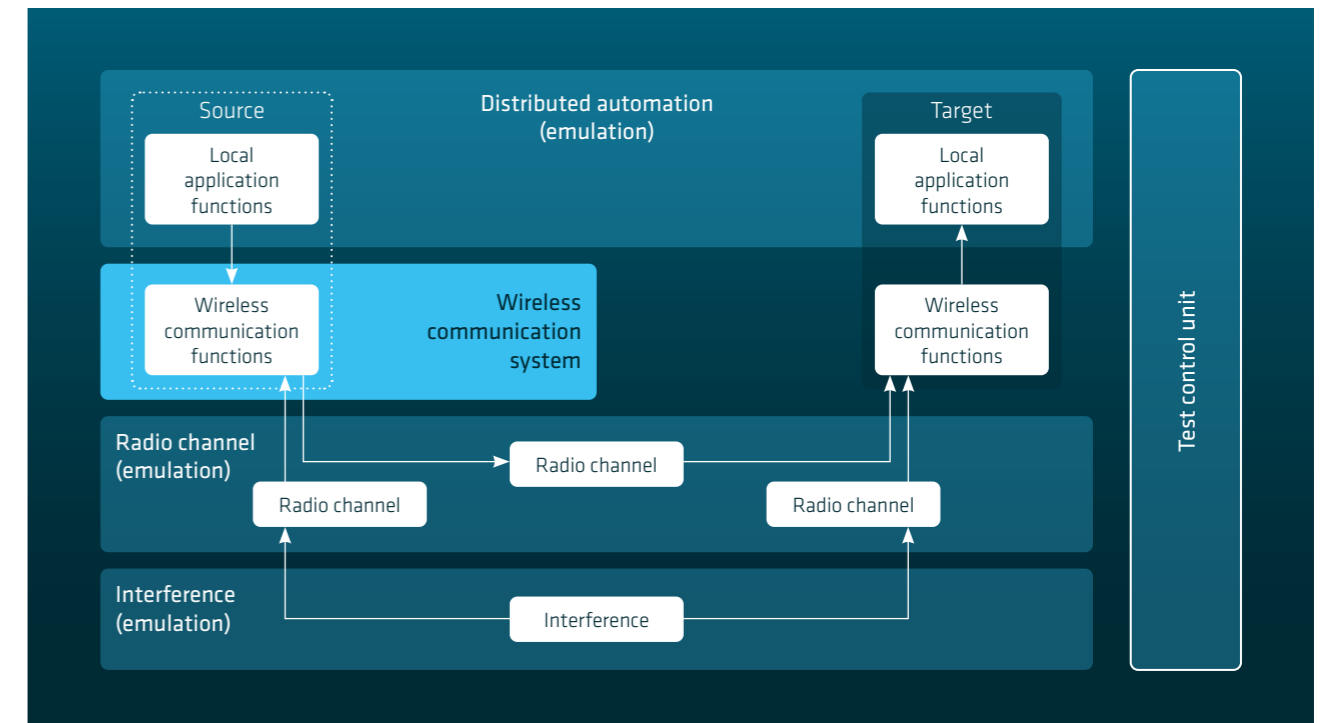 Source
Distributed automation
(emulation)
Target
Local
application
functions
Local
application
functions
Wireless
communication
functions
Wireless
communication
system
Wireless
communication
functions
Test control unit
Radio channel
(emulation)
Radio channel
Radio channel
Radio channel
Interference
(emulation)
Interference